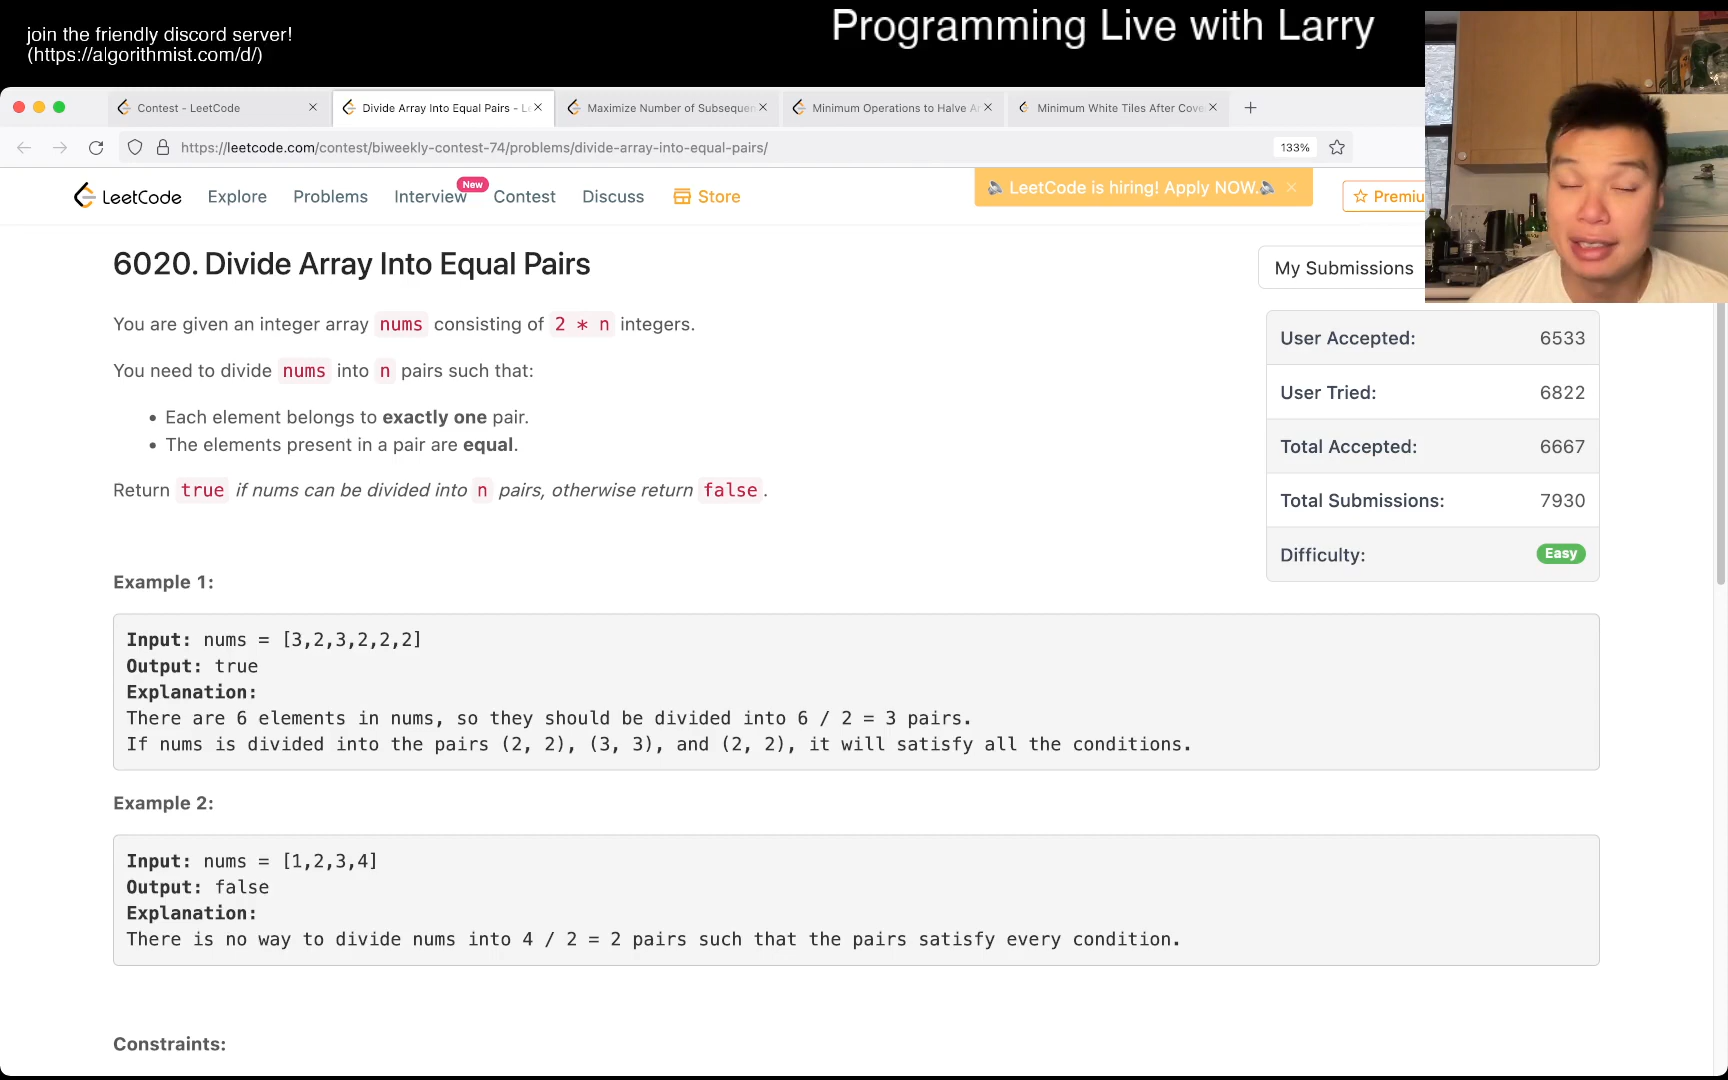 join the friendly discord server!
(https://algorithmist.com/d/)
Programming Live with Larry
Contest - LeetCode
Divide Array Into Equal Pairs - L
Maximize Number of Subsequen
Minimum Operations to Halve A
Minimum White Tiles After Cove
https://leetcode.com/contest/biweekly-contest-74/problems/divide-array-into-equal-pairs/
133%
LeetCode
Explore
Problems
Interview
New
Contest
Discuss
Store
LeetCode is hiring! Apply NOW.
Premiu
6020. Divide Array Into Equal Pairs
My Submissions
You are given an integer array nums consisting of 2 * n integers.
You need to divide nums into n pairs such that:
• Each element belongs to exactly one pair.
• The elements present in a pair are equal.
Return true if nums can be divided into n pairs, otherwise return false.
User Accepted: 6533
User Tried: 6822
Total Accepted: 6667
Total Submissions: 7930
Difficulty: Easy
Example 1:
Input: nums = [3,2,3,2,2,2]
Output: true
Explanation:
There are 6 elements in nums, so they should be divided into 6 / 2 = 3 pairs.
If nums is divided into the pairs (2, 2), (3, 3), and (2, 2), it will satisfy all the conditions.
Example 2:
Input: nums = [1,2,3,4]
Output: false
Explanation:
There is no way to divide nums into 4 / 2 = 2 pairs such that the pairs satisfy every condition.
Constraints: